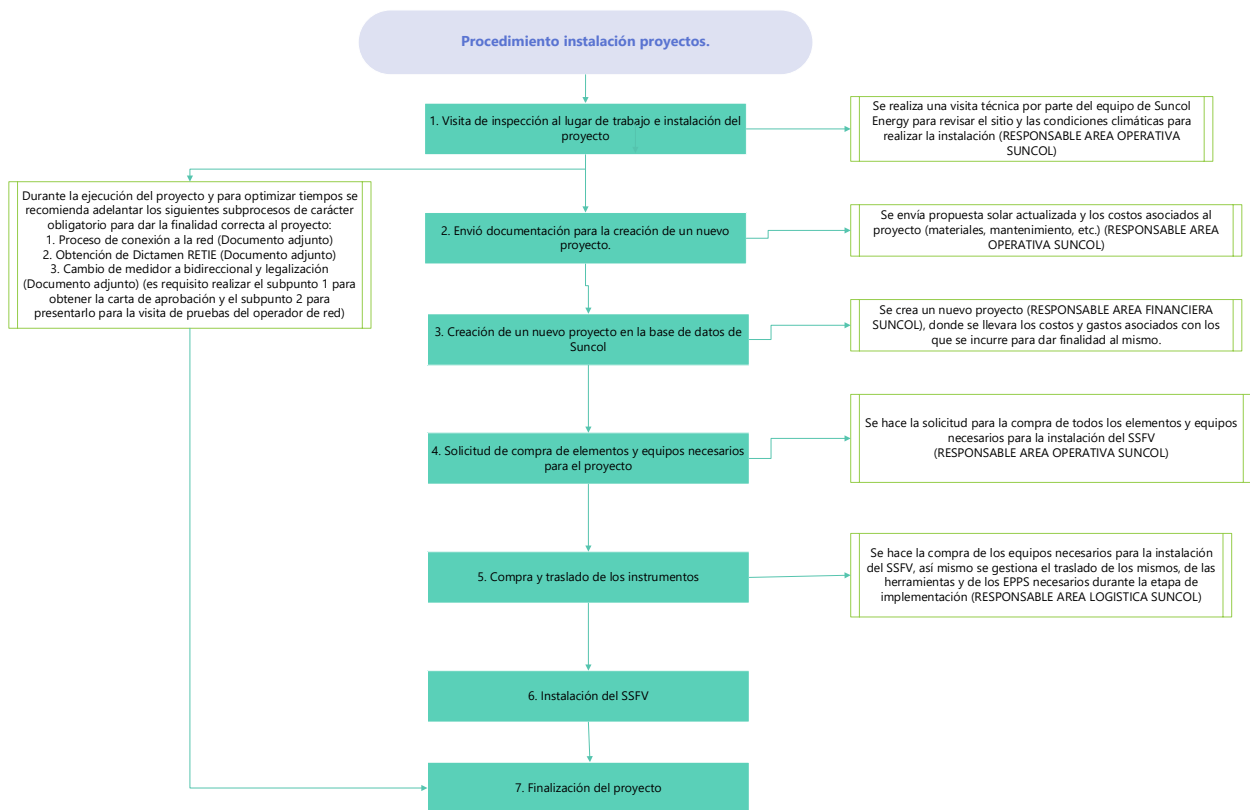 Procedimiento instalación proyectos.
1. Visita de inspección al lugar de trabajo e instalación del
proyecto
Se realiza una visita técnica por parte del equipo de Suncol
Energy para revisar el sitio y las condiciones climáticas para
realizar la instalación (RESPONSABLE AREA OPERATIVA
SUNCOL)
Durante la ejecución del proyecto y para optimizar tiempos se
recomienda adelantar los siguientes subprocesos de carácter
obligatorio para dar la finalidad correcta al proyecto:
1. Proceso de conexión a la red (Documento adjunto)
2. Obtención de Dictamen RETIE (Documento adjunto)
3. Cambio de medidor a bidireccional y legalización
(Documento adjunto) (es requisito realizar el subpunto 1 para
obtener la carta de aprobación y el subpunto 2 para
presentarlo para la visita de pruebas del operador de red)
2. Envió documentación para la creación de un nuevo
proyecto.
Se envía propuesta solar actualizada y los costos asociados al
proyecto (materiales, mantenimiento, etc.) (RESPONSABLE AREA
OPERATIVA SUNCOL)
3. Creación de un nuevo proyecto en la base de datos de
Suncol
Se crea un nuevo proyecto (RESPONSABLE AREA FINANCIERA
SUNCOL), donde se llevara los costos y gastos asociados con los
que se incurre para dar finalidad al mismo.
4. Solicitud de compra de elementos y equipos necesarios
para el proyecto
Se hace la solicitud para la compra de todos los elementos y equipos
necesarios para la instalación del SSFV
(RESPONSABLE AREA OPERATIVA SUNCOL)
5. Compra y traslado de los instrumentos
Se hace la compra de los equipos necesarios para la instalación
del SSFV, así mismo se gestiona el traslado de los mismos, de las
herramientas y de los EPPS necesarios durante la etapa de
implementación (RESPONSABLE AREA LOGISTICA SUNCOL)
6. Instalación del SSFV
7. Finalización del proyecto